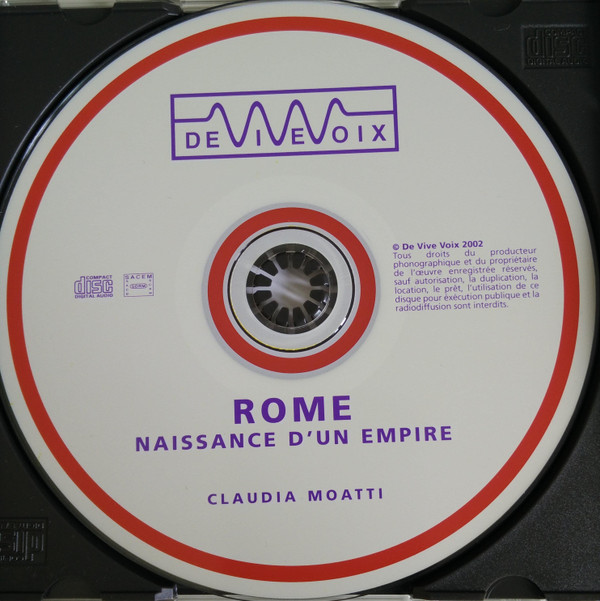 DE VIVE VOIX
© De Vive Voix 2002
Tous droits du producteur
phonographique et du propriétaire
de l'œuvre enregistrée réservés,
sauf autorisation, la duplication, la
location, le prêt, l'utilisation de ce
disque pour éxécution publique et la
radiodiffusion sont interdits.
COMPACT
disc
DIGITAL AUDIO
SACEM
ROME
NAISSANCE D'UN EMPIRE
CLAUDIA MOATTI